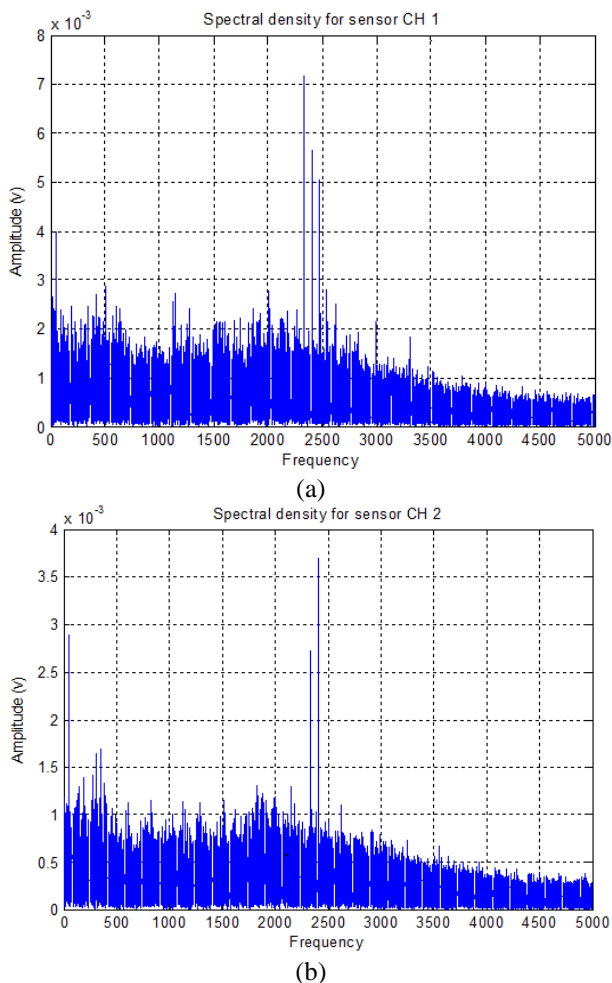 Spectral density for sensor CH 1
x 10⁻³
8
7
6
5
4
3
2
1
0
Amplitude (v)
0 500 1000 1500 2000 2500 3000 3500 4000 4500 5000
Frequency
(a)
Spectral density for sensor CH 2
x 10⁻³
4
3.5
3
2.5
2
1.5
1
0.5
0
Amplitude (v)
0 500 1000 1500 2000 2500 3000 3500 4000 4500 5000
Frequency
(b)